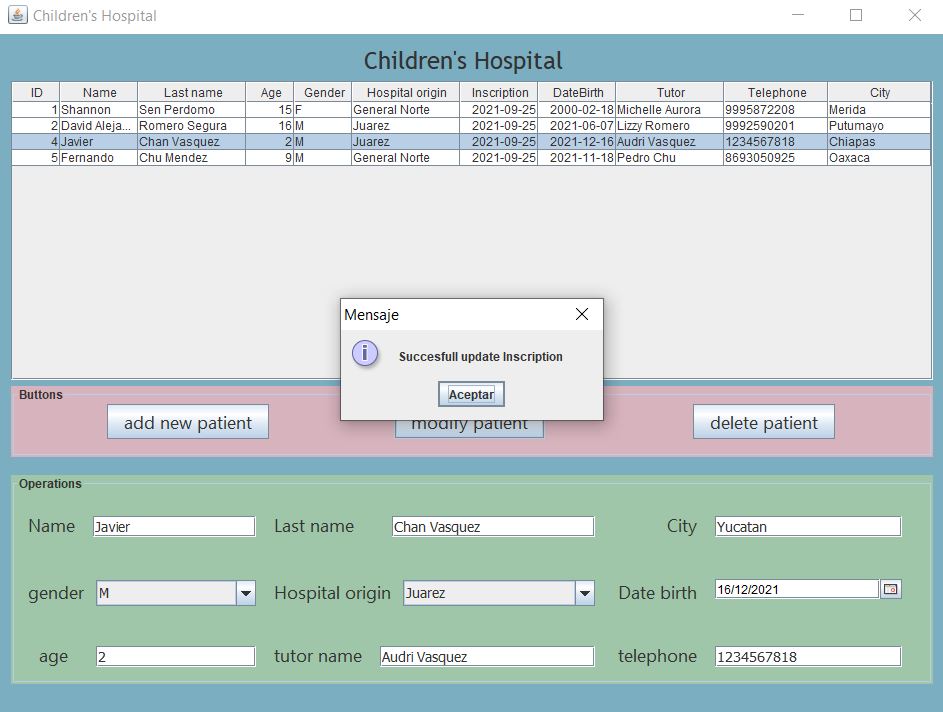 Children's Hospital
Children's Hospital
ID Name Last name Age Gender Hospital origin Inscription DateBirth Tutor Telephone City
1 Shannon Sen Perdomo 15 F General Norte 2021-09-25 2000-02-18 Michelle Aurora 9995872208 Merida
2 David Aleja... Romero Segura 16 M Juarez 2021-09-25 2021-06-07 Lizzy Romero 9992590201 Putumayo
4 Javier Chan Vasquez 2 M Juarez 2021-09-25 2021-12-16 Audri Vasquez 1234567818 Chiapas
5 Fernando Chu Mendez 9 M General Norte 2021-09-25 2021-11-18 Pedro Chu 8693050925 Oaxaca
Mensaje
i
Succesfull update Inscription
Aceptar
Buttons
add new patient modify patient delete patient
Operations
Name Javier Last name Chan Vasquez City Yucatan
gender M Hospital origin Juarez Date birth 16/12/2021
age 2 tutor name Audri Vasquez telephone 1234567818